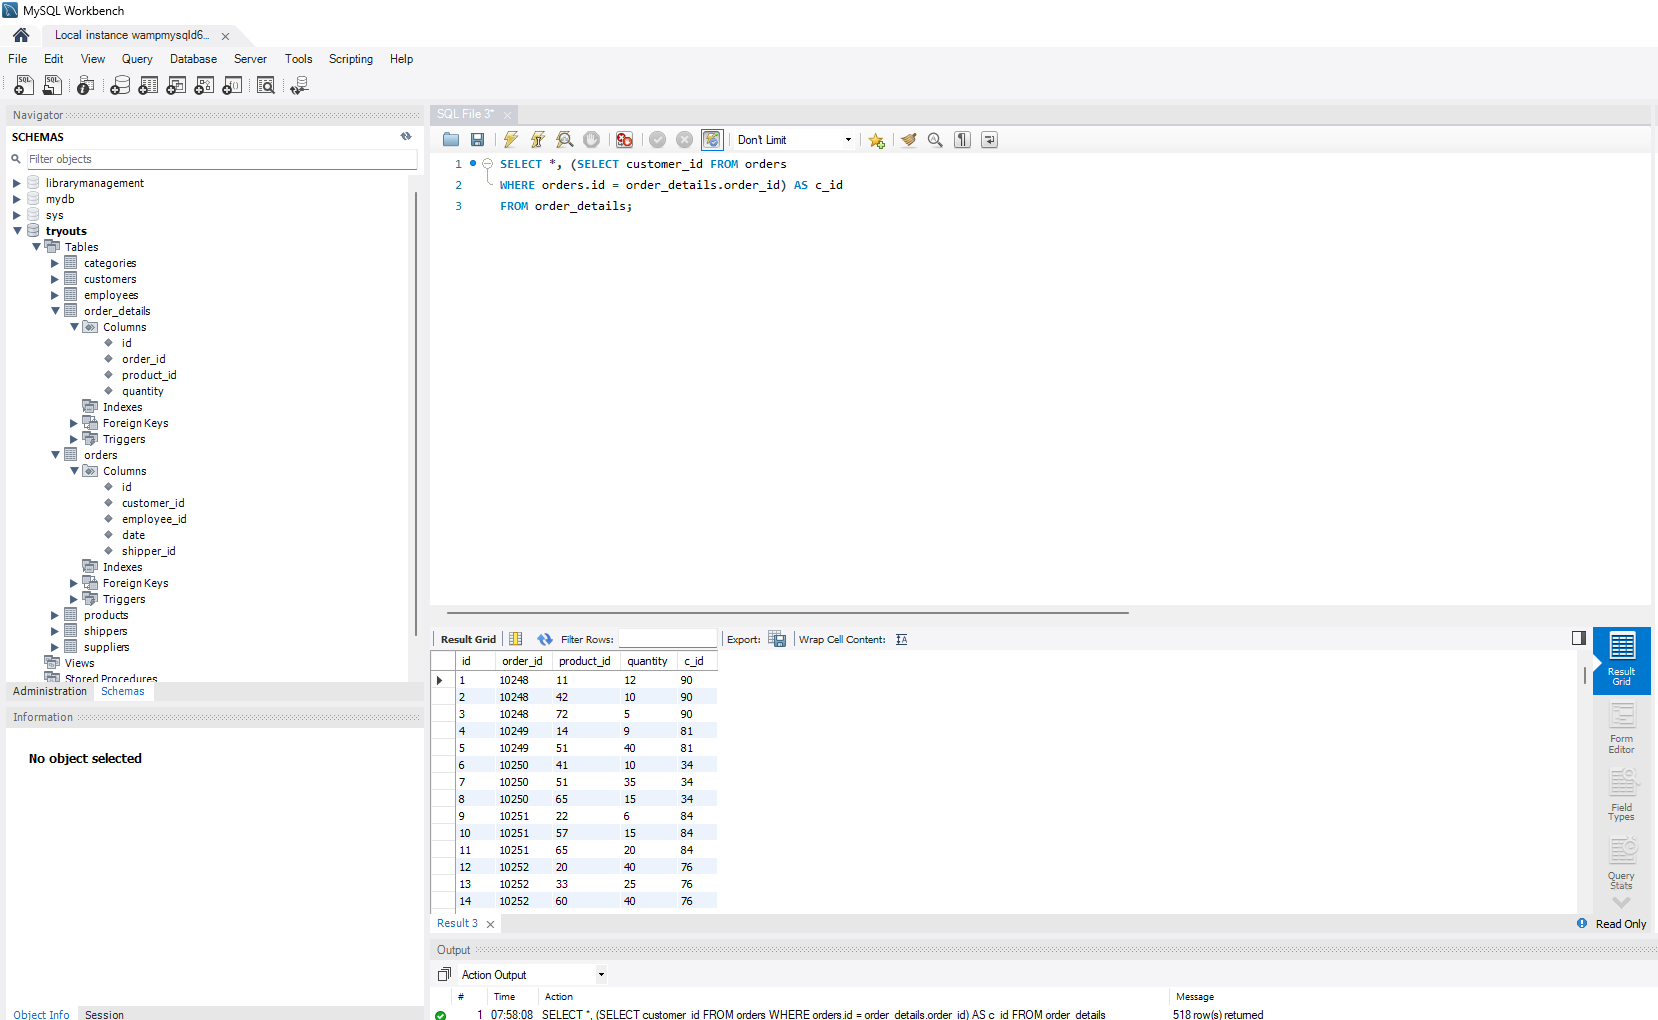 MySQL Workbench
Local instance wampmysqld6...
File Edit View Query Database Server Tools Scripting Help
Navigator
SCHEMAS
Filter objects
librarymanagement
mydb
sys
tryouts
Tables
categories
customers
employees
order_details
Columns
id
order_id
product_id
quantity
Indexes
Foreign Keys
Triggers
orders
Columns
id
customer_id
employee_id
date
shipper_id
Indexes
Foreign Keys
Triggers
products
shippers
suppliers
Views
Stored Procedures
Administration Schemas
Information
No object selected
Object Info Session
SQL File 3*
Don't Limit
1 SELECT *, (SELECT customer_id FROM orders
2 WHERE orders.id = order_details.order_id) AS c_id
3 FROM order_details;
Result Grid Filter Rows: Export: Wrap Cell Content:
id order_id product_id quantity c_id
1 10248 11 12 90
2 10248 42 10 90
3 10248 72 5 90
4 10249 14 9 81
5 10249 51 40 81
6 10250 41 10 34
7 10250 51 35 34
8 10250 65 15 34
9 10251 22 6 84
10 10251 57 15 84
11 10251 65 20 84
12 10252 20 40 76
13 10252 33 25 76
14 10252 60 40 76
Result
Grid
Form
Editor
Field
Types
Query
Stats
Result 3
Read Only
Output
Action Output
# Time Action Message
1 07:58:08 SELECT *, (SELECT customer_id FROM orders WHERE orders.id = order_details.order_id) AS c_id FROM order_details 518 row(s) returned